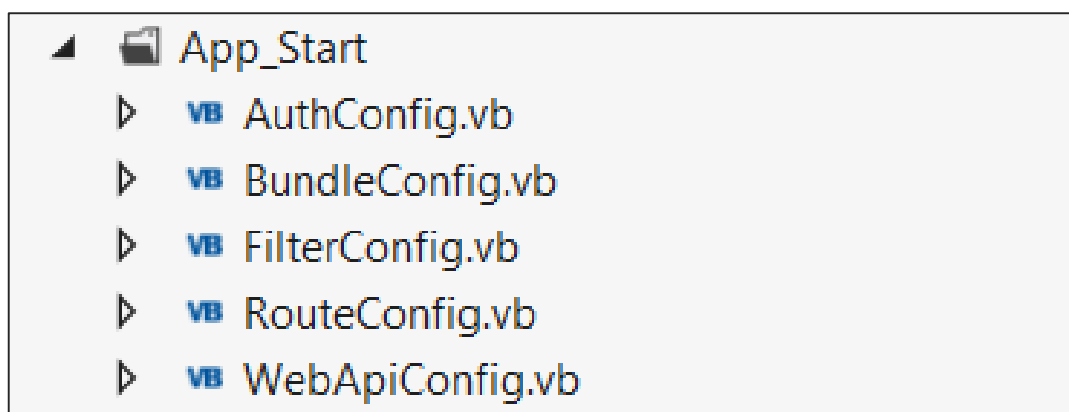 App_Start
VB AuthConfig.vb
VB BundleConfig.vb
VB FilterConfig.vb
VB RouteConfig.vb
VB WebApiConfig.vb